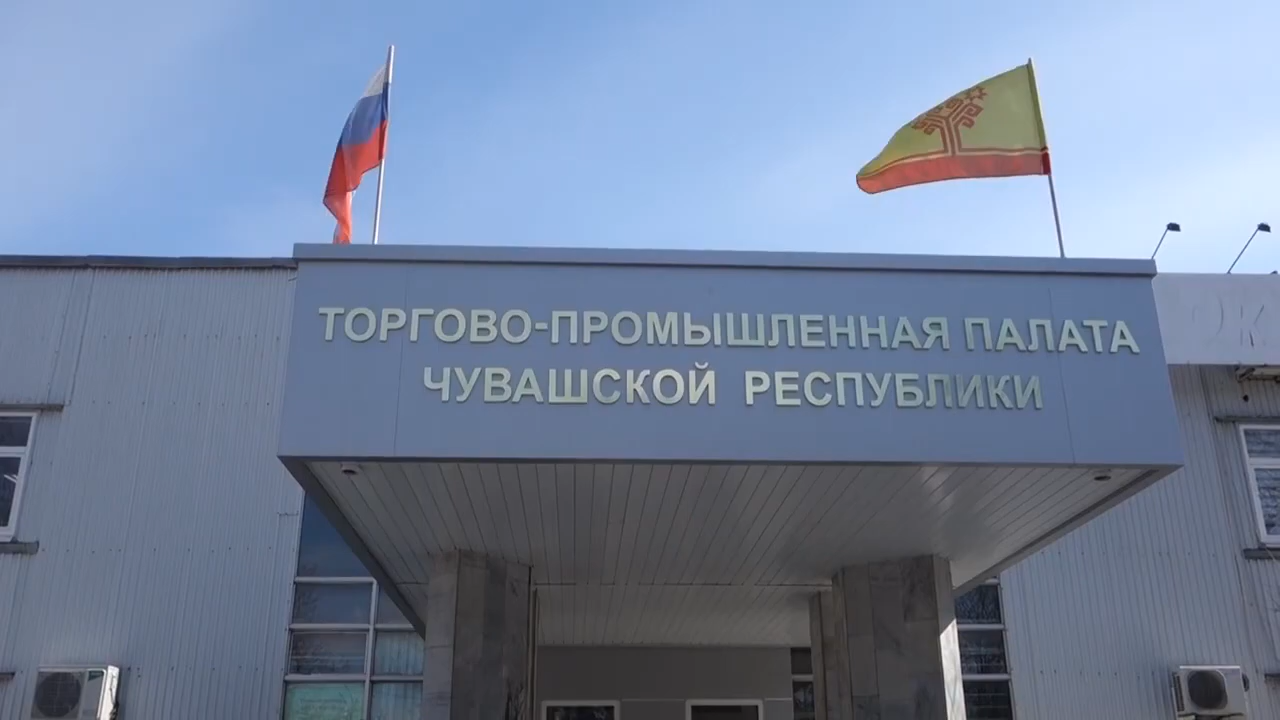 ТОРГОВО-ПРОМЫШЛЕННАЯ ПАЛАТА
ЧУВАШСКОЙ РЕСПУБЛИКИ